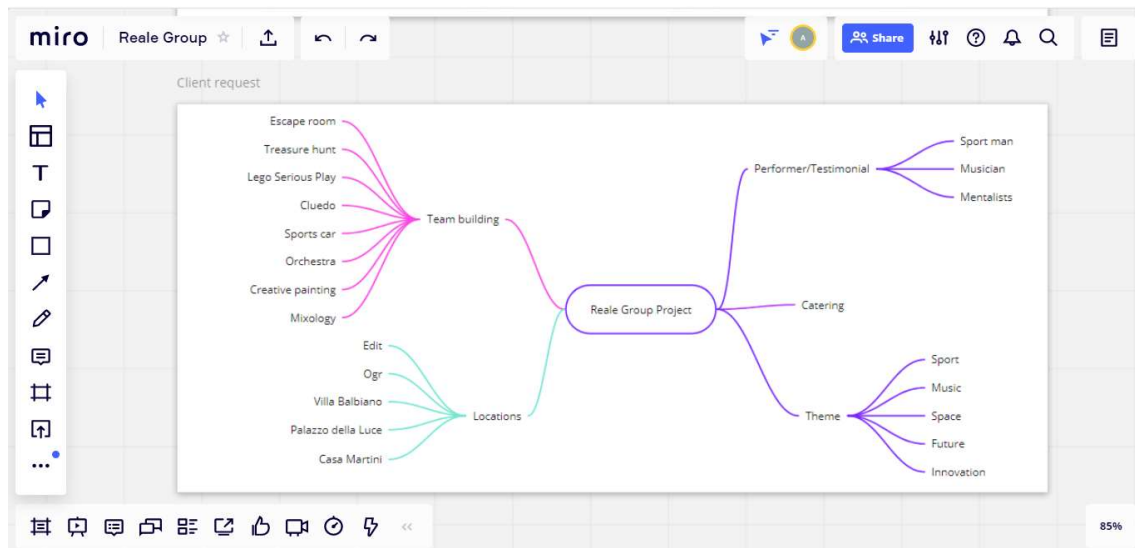 miro
Reale Group
A
Share
Client request
Escape room
Treasure hunt
Lego Serious Play
Cluedo
Sports car
Orchestra
Creative painting
Mixology
Team building
Edit
Ogr
Villa Balbiano
Palazzo della Luce
Casa Martini
Locations
Reale Group Project
Performer/Testimonial
Sport man
Musician
Mentalists
Catering
Theme
Sport
Music
Space
Future
Innovation
85%